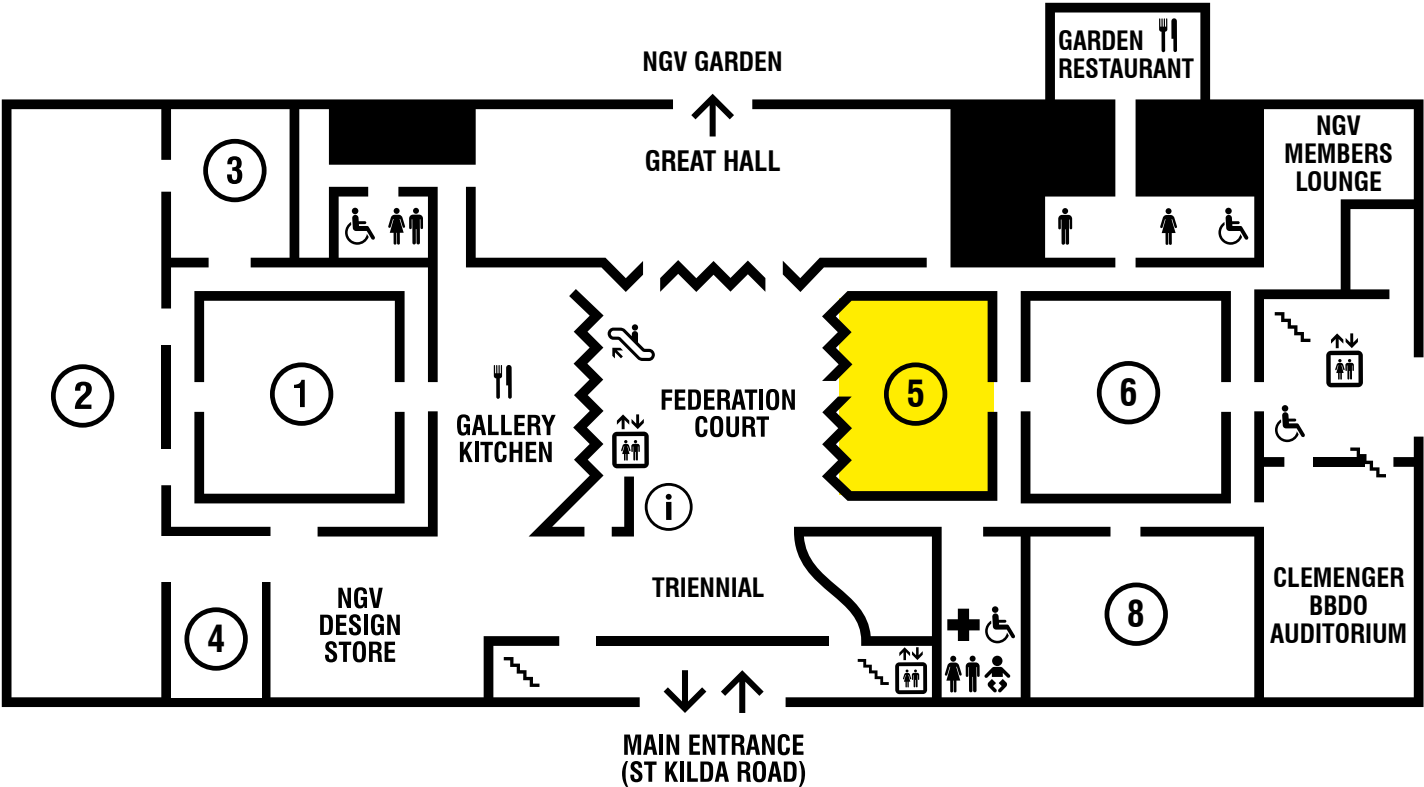 GARDEN
RESTAURANT
NGV GARDEN
NGV
MEMBERS
LOUNGE
GREAT HALL
3
2
1
GALLERY
KITCHEN
FEDERATION
COURT
5
6
i
4
NGV
DESIGN
STORE
TRIENNIAL
8
CLEMENGER
BBDO
AUDITORIUM
MAIN ENTRANCE
(ST KILDA ROAD)